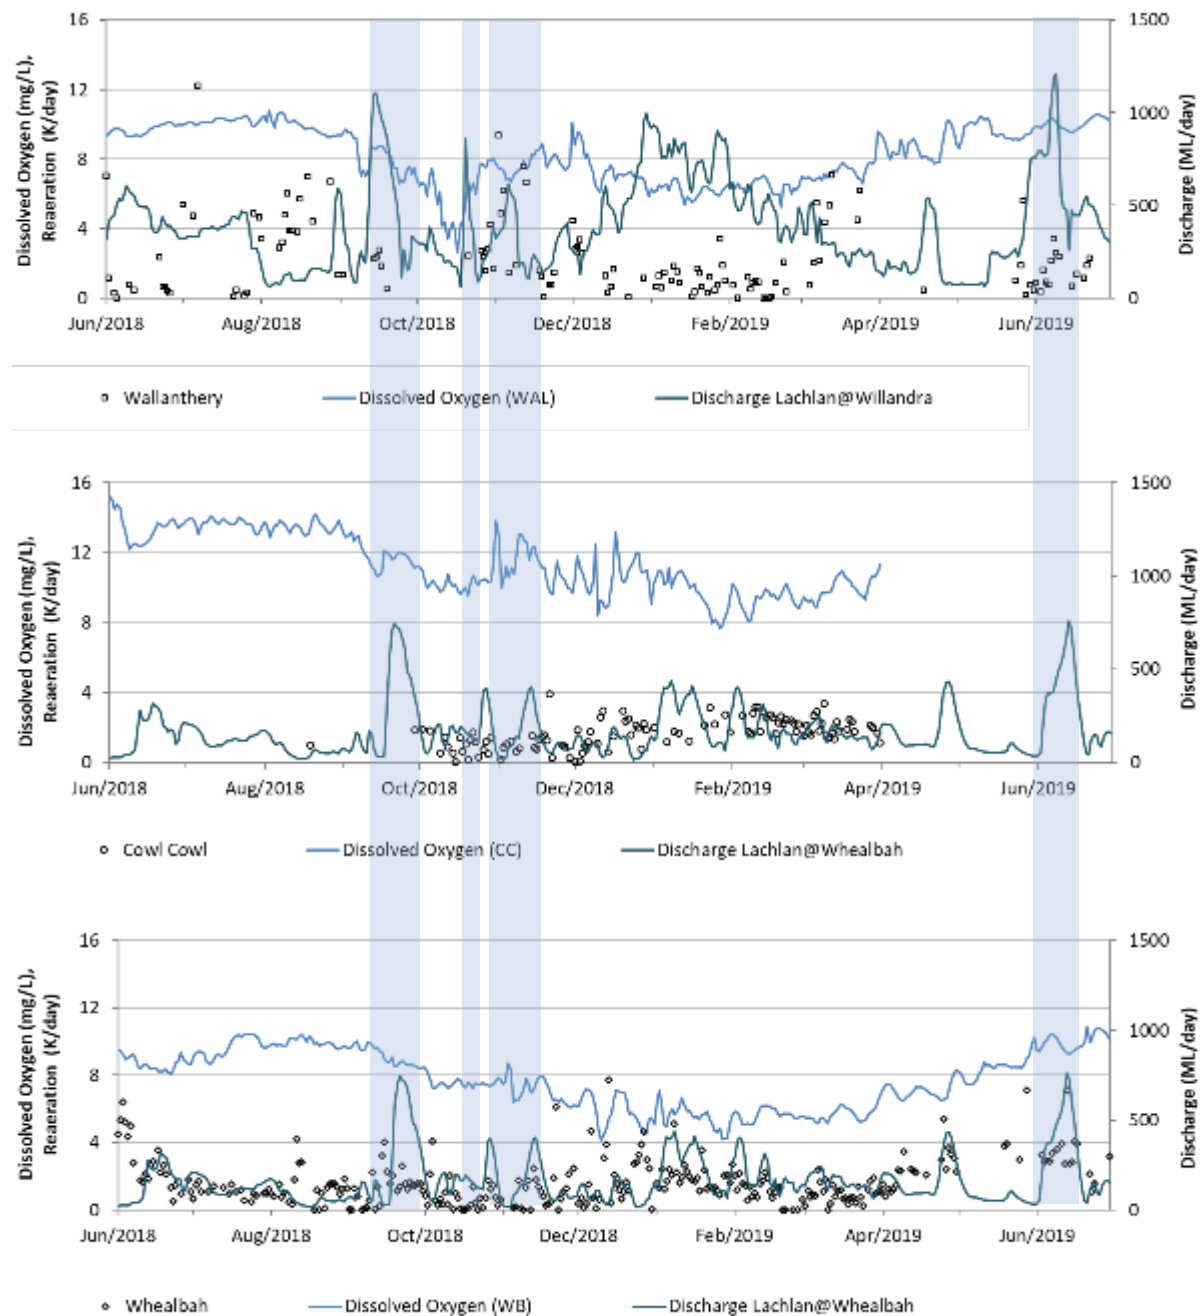 Dissolved Oxygen (mg/L),
Reaeration (K/day)
16
12
8
4
0
1500
1000
500
0
Discharge (ML/day)
Jun/2018 Aug/2018 Oct/2018 Dec/2018 Feb/2019 Apr/2019 Jun/2019
Wallanthery Dissolved Oxygen (WAL) Discharge Lachlan@Willandra
Dissolved Oxygen (mg/L),
Reaeration (K/day)
16
12
8
4
0
1500
1000
500
0
Discharge (ML/day)
Jun/2018 Aug/2018 Oct/2018 Dec/2018 Feb/2019 Apr/2019 Jun/2019
Cowl Cowl Dissolved Oxygen (CC) Discharge Lachlan@Whealbah
Dissolved Oxygen (mg/L),
Reaeration (K/day)
16
12
8
4
0
1500
1000
500
0
Discharge (ML/day)
Jun/2018 Aug/2018 Oct/2018 Dec/2018 Feb/2019 Apr/2019 Jun/2019
Whealbah Dissolved Oxygen (WB) Discharge Lachlan@Whealbah